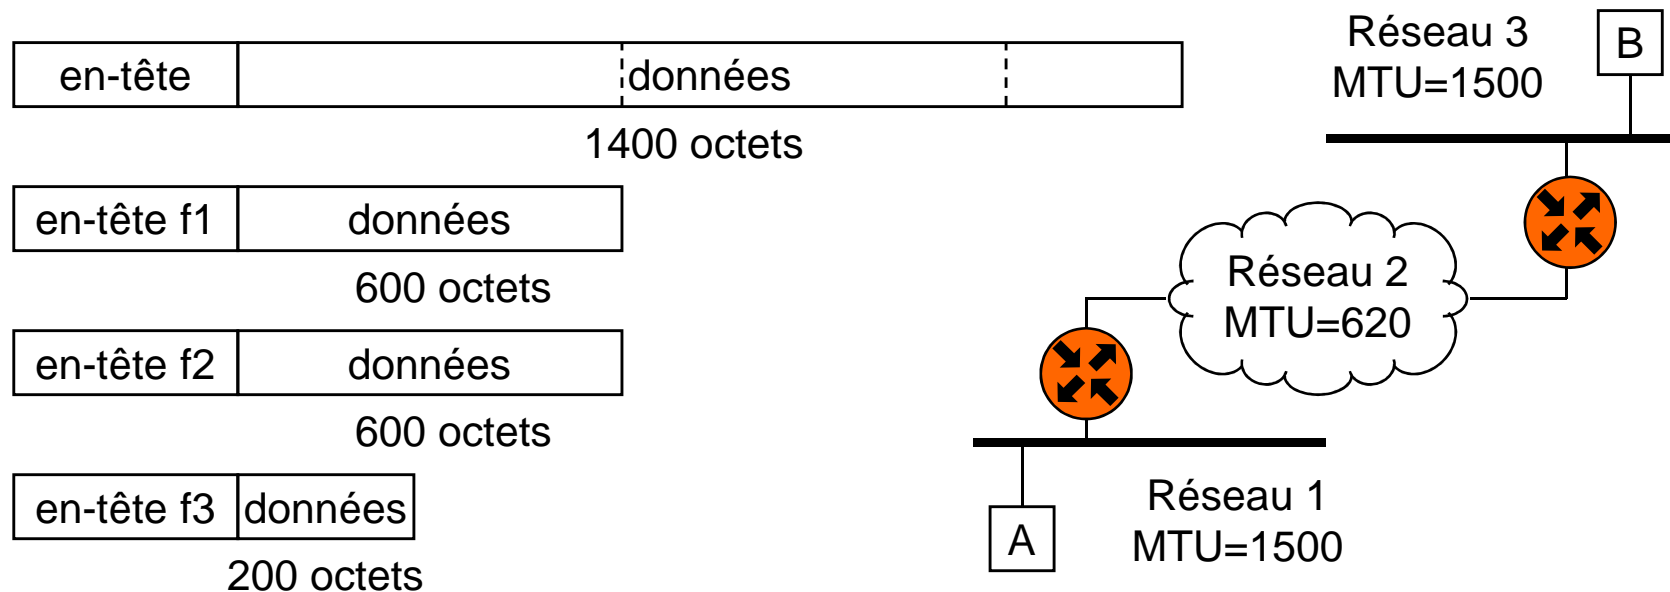 en-tête
données
1400 octets
en-tête f1
données
600 octets
en-tête f2
données
600 octets
en-tête f3
données
200 octets
Réseau 3
MTU=1500
B
Réseau 2
MTU=620
A
Réseau 1
MTU=1500